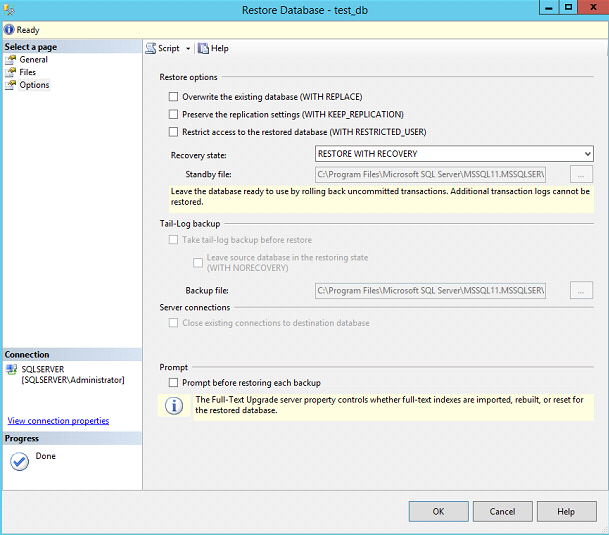 Restore Database - test_db
Ready
Select a page
General
Files
Options
Script
Help
Restore options
Overwrite the existing database (WITH REPLACE)
Preserve the replication settings (WITH KEEP_REPLICATION)
Restrict access to the restored database (WITH RESTRICTED_USER)
Recovery state:
RESTORE WITH RECOVERY
Standby file:
C:\Program Files\Microsoft SQL Server\MSSQL11.MSSQLSER\
...
Leave the database ready to use by rolling back uncommitted transactions. Additional transaction logs cannot be
restored.
Tail-Log backup
Take tail-log backup before restore
Leave source database in the restoring state
(WITH NORECOVERY)
Backup file:
C:\Program Files\Microsoft SQL Server\MSSQL11.MSSQLSER\
...
Server connections
Close existing connections to destination database
Connection
SQLSERVER
[SQLSERVER\Administrator]
View connection properties
Progress
Done
Prompt
Prompt before restoring each backup
The Full-Text Upgrade server property controls whether full-text indexes are imported, rebuilt, or reset for
the restored database.
OK
Cancel
Help